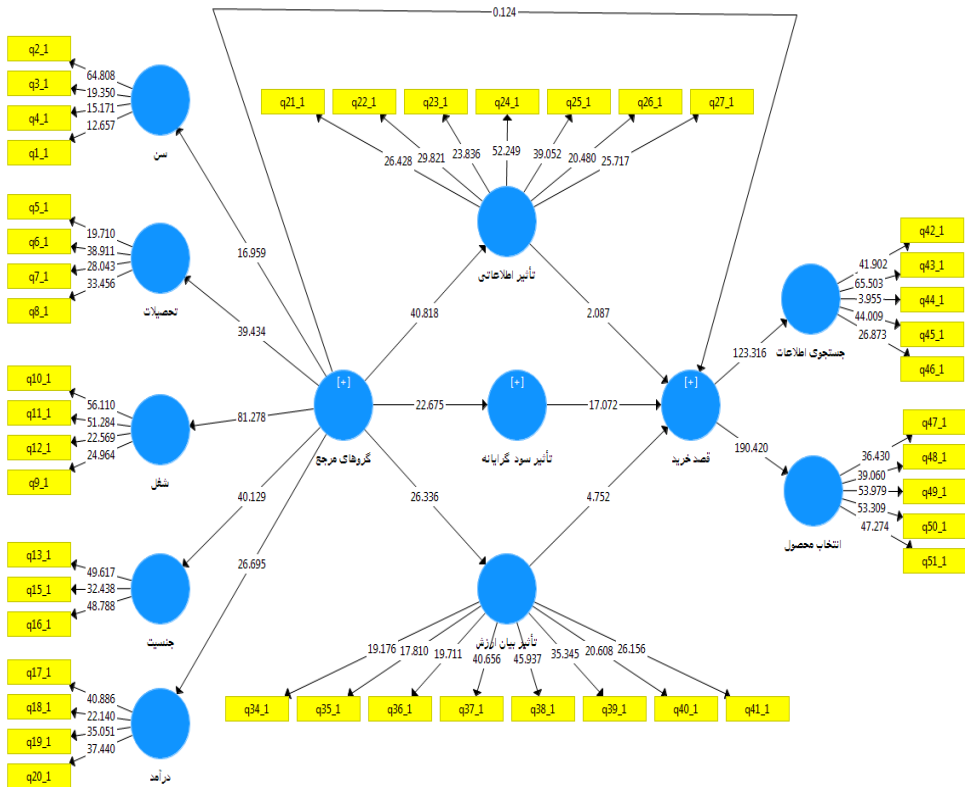 0.124
q2_1
q3_1
q4_1
q1_1
64.808
19.350
15.171
12.657
سن
q5_1
q6_1
q7_1
q8_1
19.710
38.911
28.043
33.456
تحصیلات
q10_1
q11_1
q12_1
q9_1
56.110
51.284
22.569
24.964
شغل
q13_1
q15_1
q16_1
49.617
32.438
48.788
جنسیت
q17_1
q18_1
q19_1
q20_1
40.886
22.140
35.051
37.440
درآمد
16.959
39.434
81.278
40.129
26.695
[+]
گروهای مرجع
q21_1
q22_1
q23_1
q24_1
q25_1
q26_1
q27_1
26.428
29.821
23.836
52.249
39.052
20.480
25.717
تأثیر اطلاعاتی
40.818
2.087
22.675
[+]
17.072
تأثیر سود گرایانه
26.336
4.752
تأثیر بیان ارزش
19.176
17.810
19.711
40.656
45.937
35.345
20.608
26.156
q34_1
q35_1
q36_1
q37_1
q38_1
q39_1
q40_1
q41_1
[+]
قصد خرید
123.316
190.420
جستجوی اطلاعات
41.902
65.503
3.955
44.009
26.873
q42_1
q43_1
q44_1
q45_1
q46_1
انتخاب محصول
36.430
39.060
53.979
53.309
47.274
q47_1
q48_1
q49_1
q50_1
q51_1